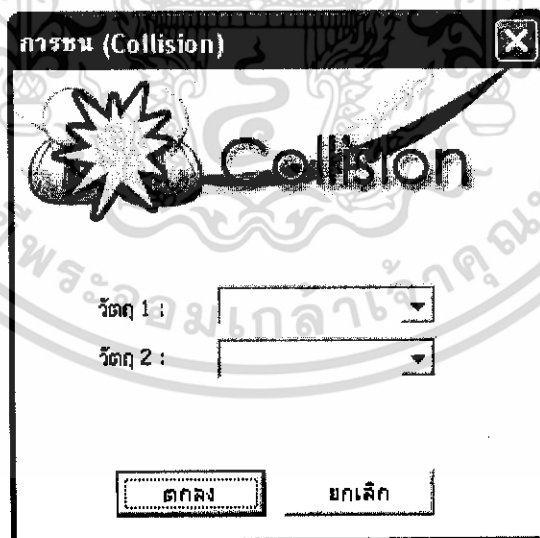 การชน (Collision)
Collision
วัตถุ 1 :
วัตถุ 2 :
ตกลง
ยกเลิก